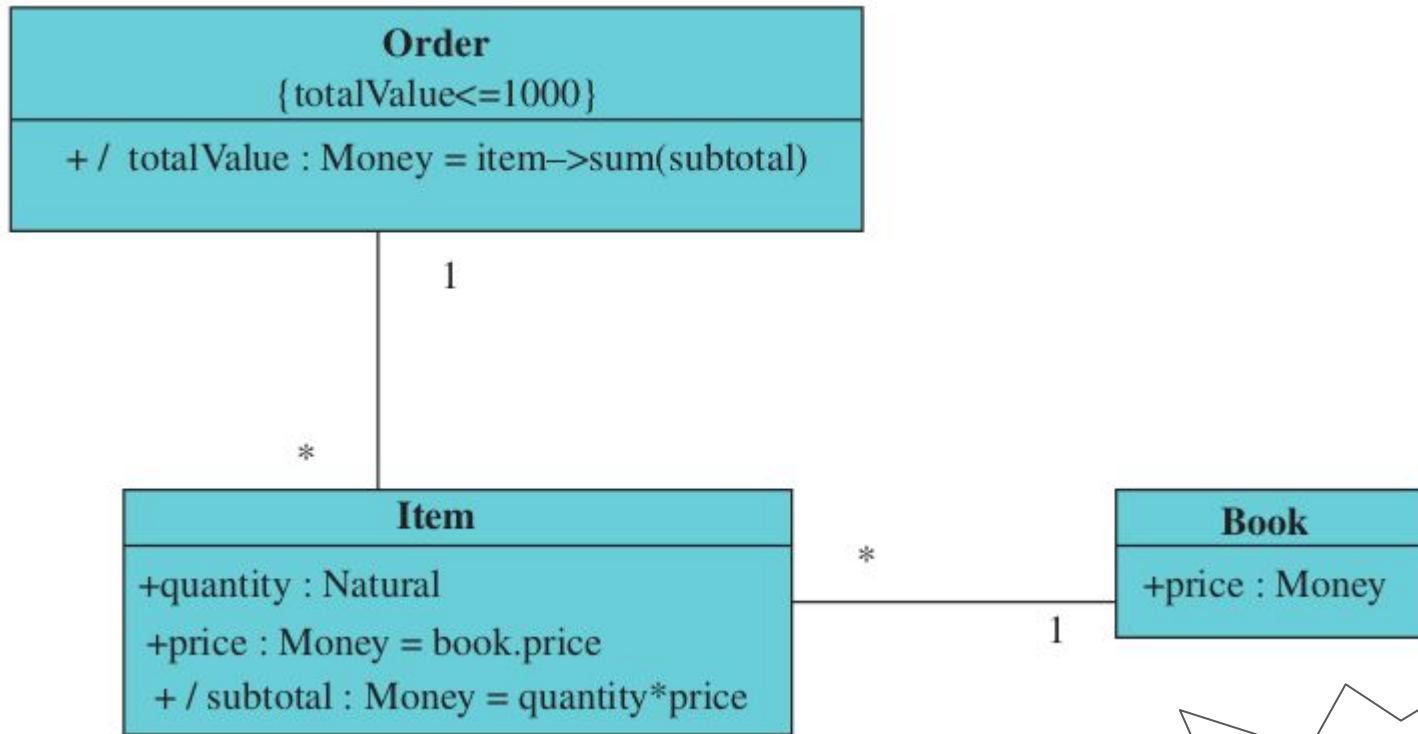 Order
{totalValue<=1000}
+ / totalValue : Money = item–>sum(subtotal)
1
*
Item
+quantity : Natural
+price : Money = book.price
+ / subtotal : Money = quantity*price
*
1
Book
+price : Money